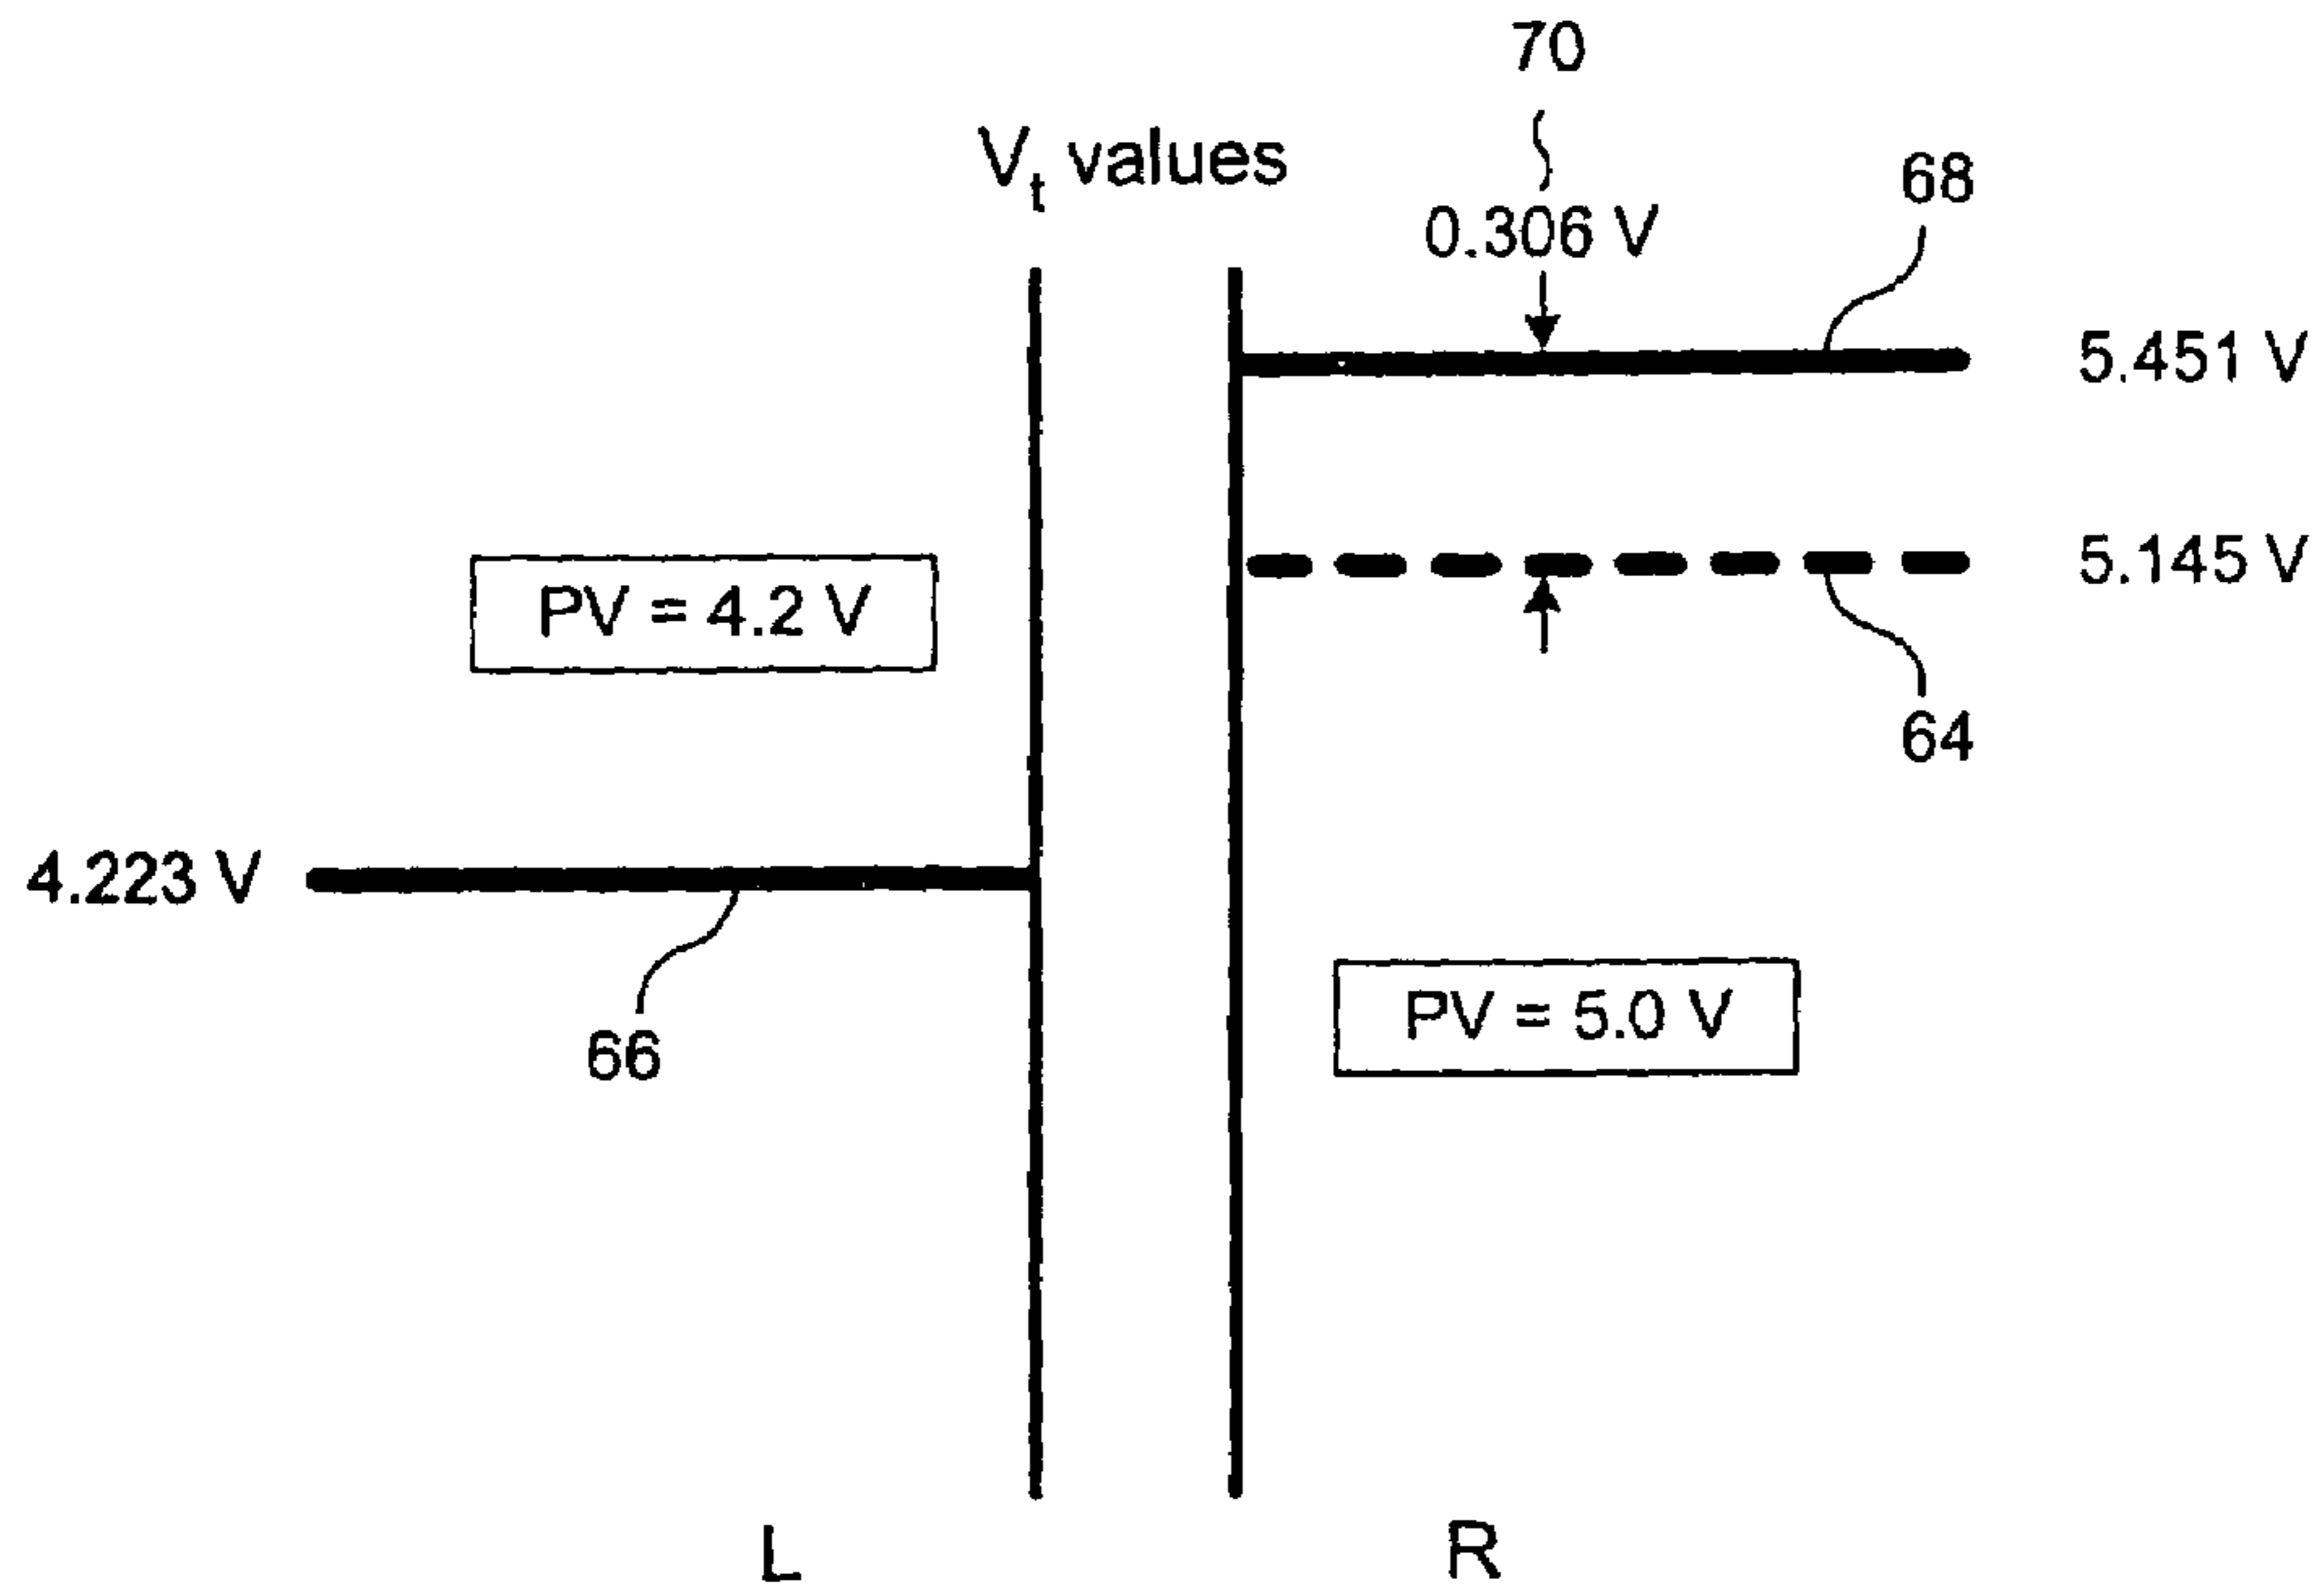 70
V_t values
0.306 V
68
5.451 V
5.145 V
PV = 4.2 V
64
4.223 V
PV = 5.0 V
66
L
R